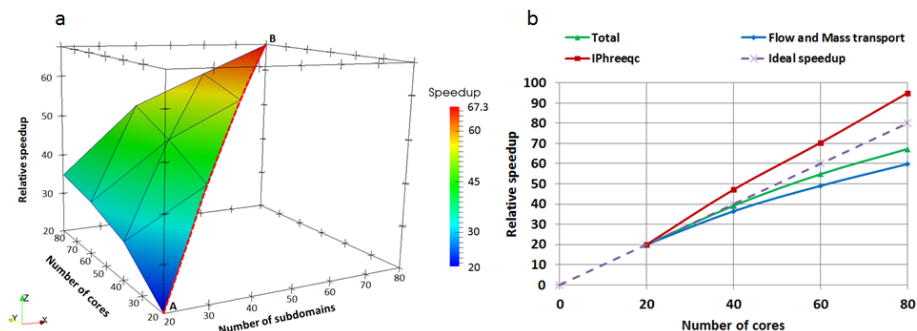 a
B
Relative speedup
60
50
40
30
20
80
70
60
50
40
30
20
Number of cores
A
20
30
40
50
60
70
80
Number of subdomains
Speedup
67.3
60
45
30
20
Z
Y
X
b
Total
Flow and Mass transport
IPhreeqc
Ideal speedup
Relative speedup
100
90
80
70
60
50
40
30
20
10
0
0
20
40
60
80
Number of cores